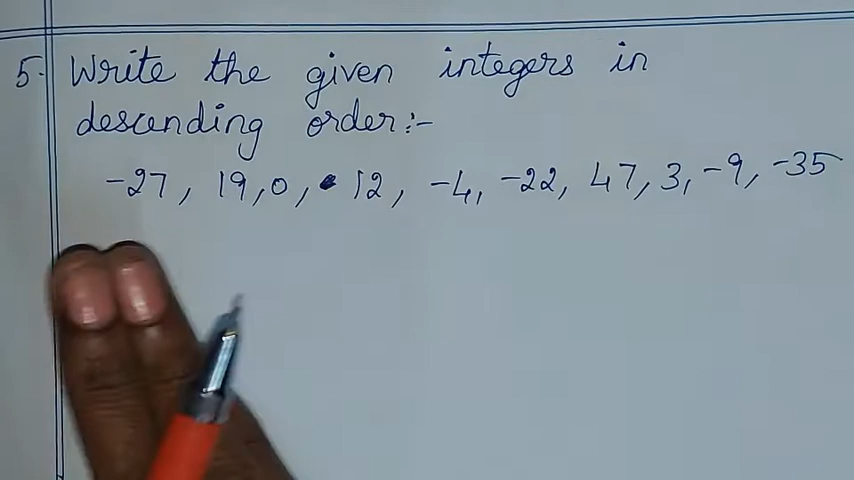 5. Write the given integers in
descending order:-
-27, 19, 0, 12, -4, -22, 47, 3, -9, -35